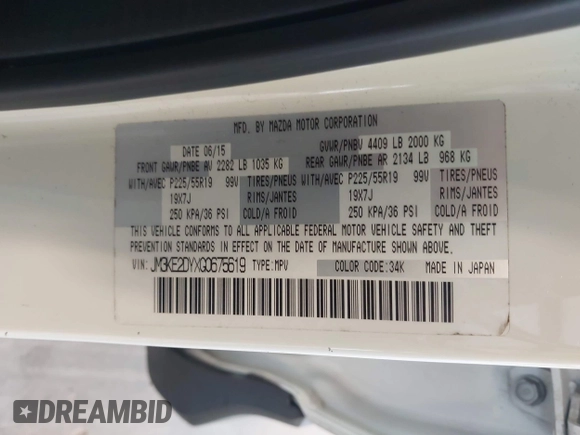 MFD. BY MAZDA MOTOR CORPORATION
DATE 06/15 GVWR/PNBV 4409 LB 2000 KG
FRONT GAWR/PNBE AV 2282 LB 1035 KG REAR GAWR/PNBE AR 2134 LB 968 KG
WITH/AVEC P225/55R19 99V TIRES/PNEUS WITH/AVEC P225/55R19 99V TIRES/PNEUS
19X7J RIMS/JANTES 19X7J RIMS/JANTES
250 KPA/36 PSI COLD/A FROID 250 KPA/36 PSI COLD/A FROID
THIS VEHICLE CONFORMS TO ALL APPLICABLE FEDERAL MOTOR VEHICLE SAFETY AND THEFT
PREVENTION STANDARDS IN EFFECT ON THE DATE OF MANUFACTURE SHOWN ABOVE.
VIN: JM3KE2DYXG0675619 TYPE:MPV COLOR CODE:34K MADE IN JAPAN
DREAMBID